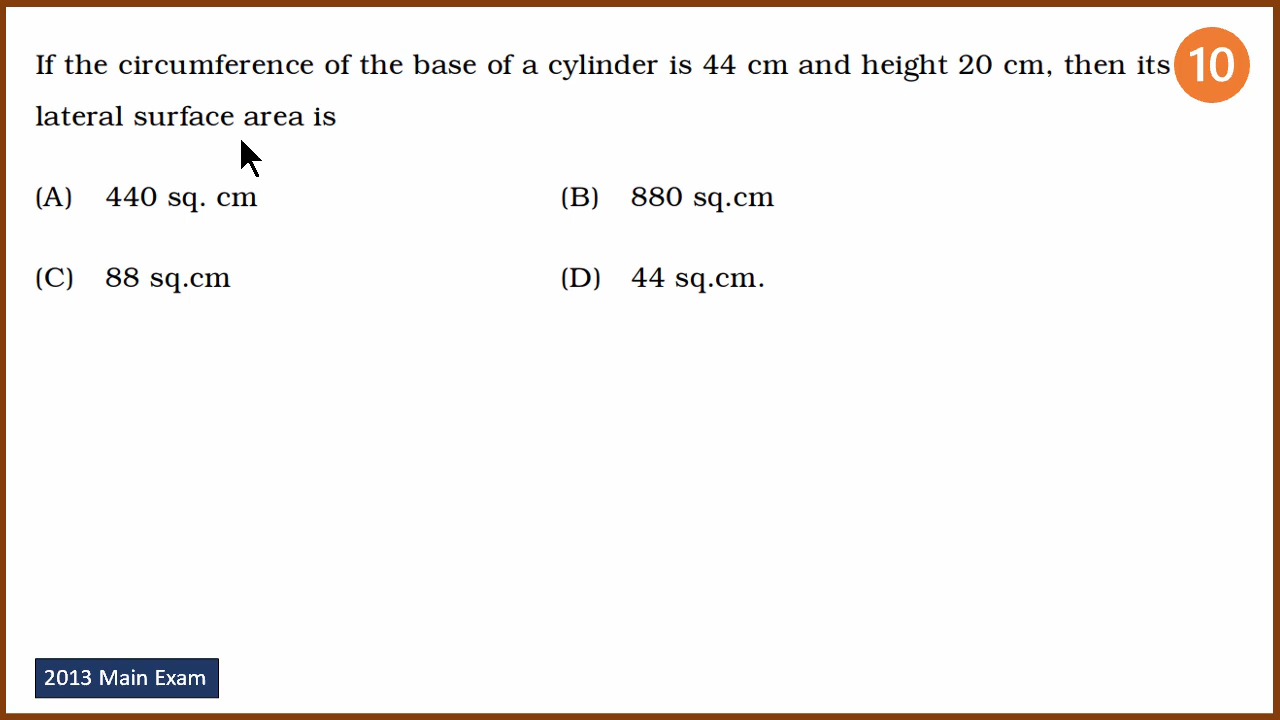 If the circumference of the base of a cylinder is 44 cm and height 20 cm, then its
10
lateral surface area is
(A) 440 sq. cm (B) 880 sq.cm
(C) 88 sq.cm (D) 44 sq.cm.
2013 Main Exam